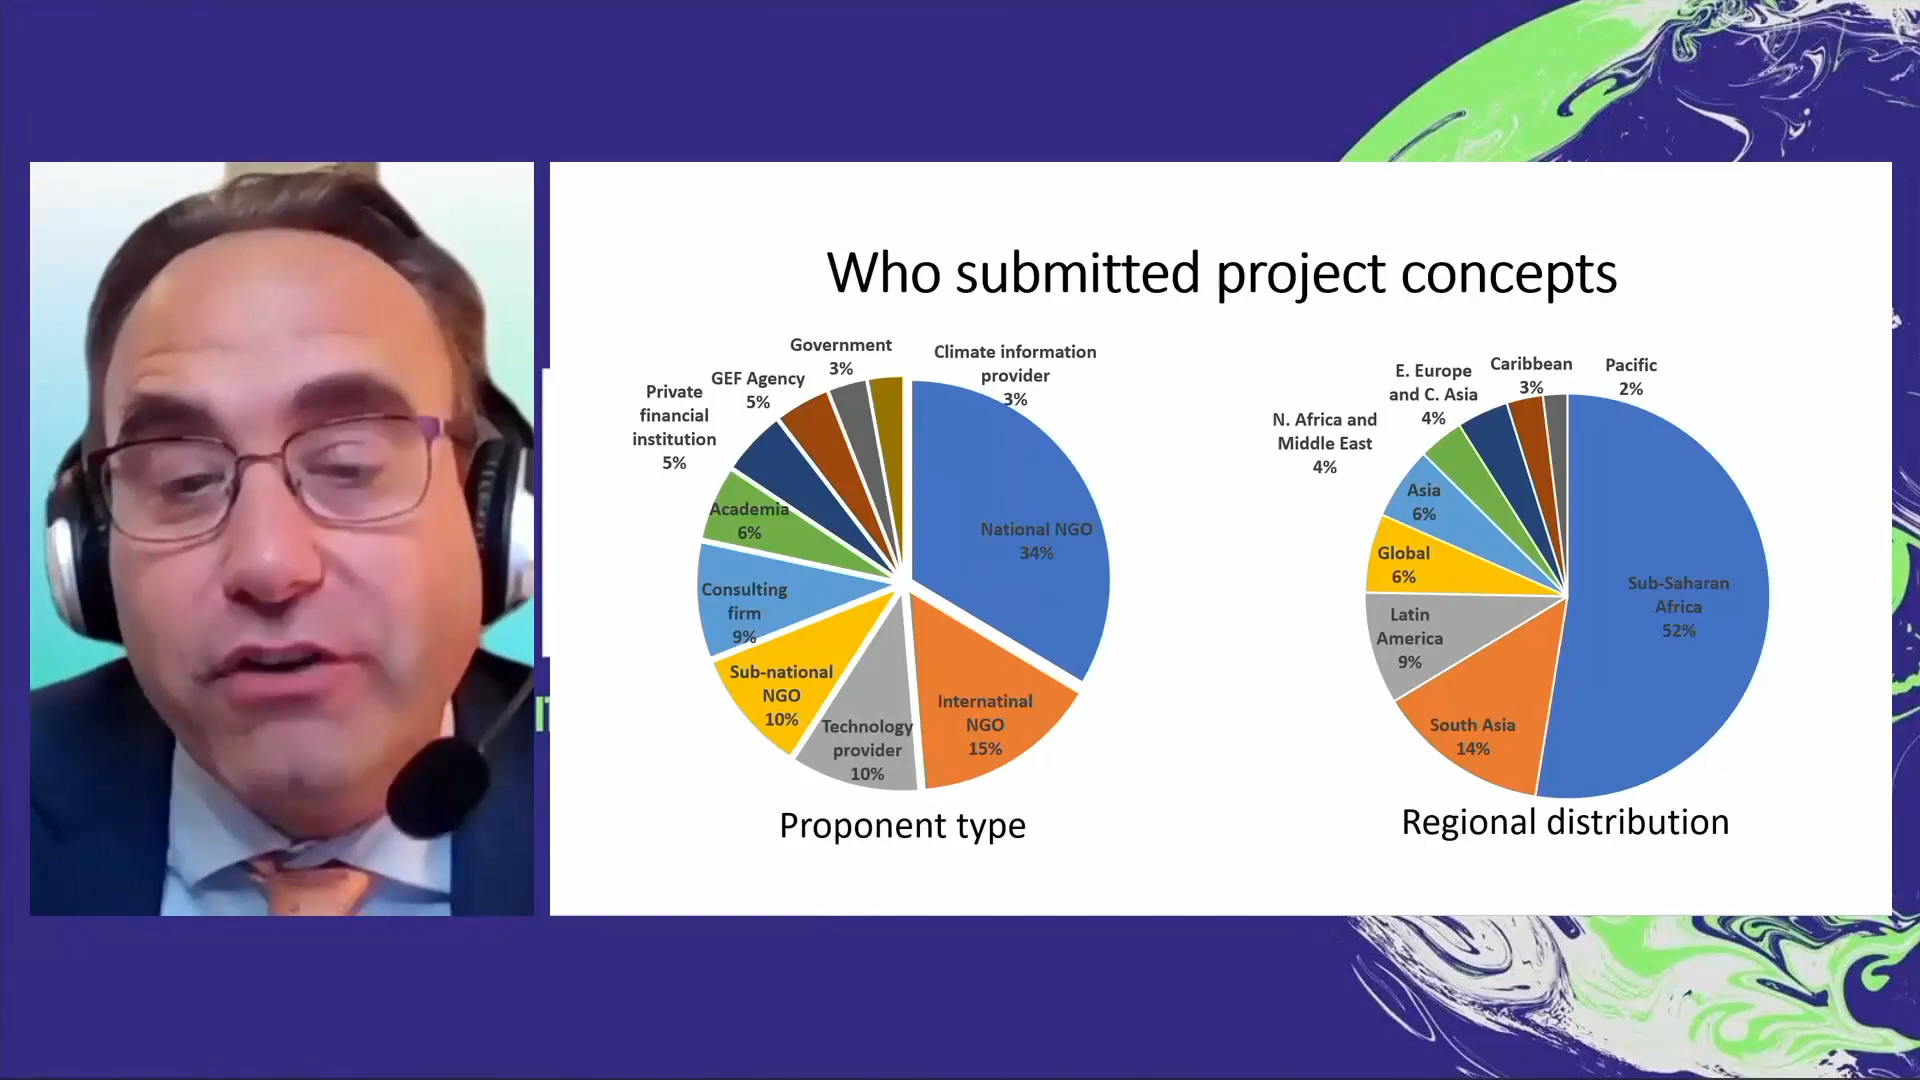 Who submitted project concepts
Government
3%
Climate information
provider
3%
GEF Agency
5%
Private
financial
institution
5%
Academia
6%
National NGO
34%
Consulting
firm
9%
Sub-national
NGO
10%
Technology
provider
10%
Internatinal
NGO
15%
Proponent type
E. Europe
and C. Asia
4%
Caribbean
3%
Pacific
2%
N. Africa and
Middle East
4%
Asia
6%
Global
6%
Sub-Saharan
Africa
52%
Latin
America
9%
South Asia
14%
Regional distribution